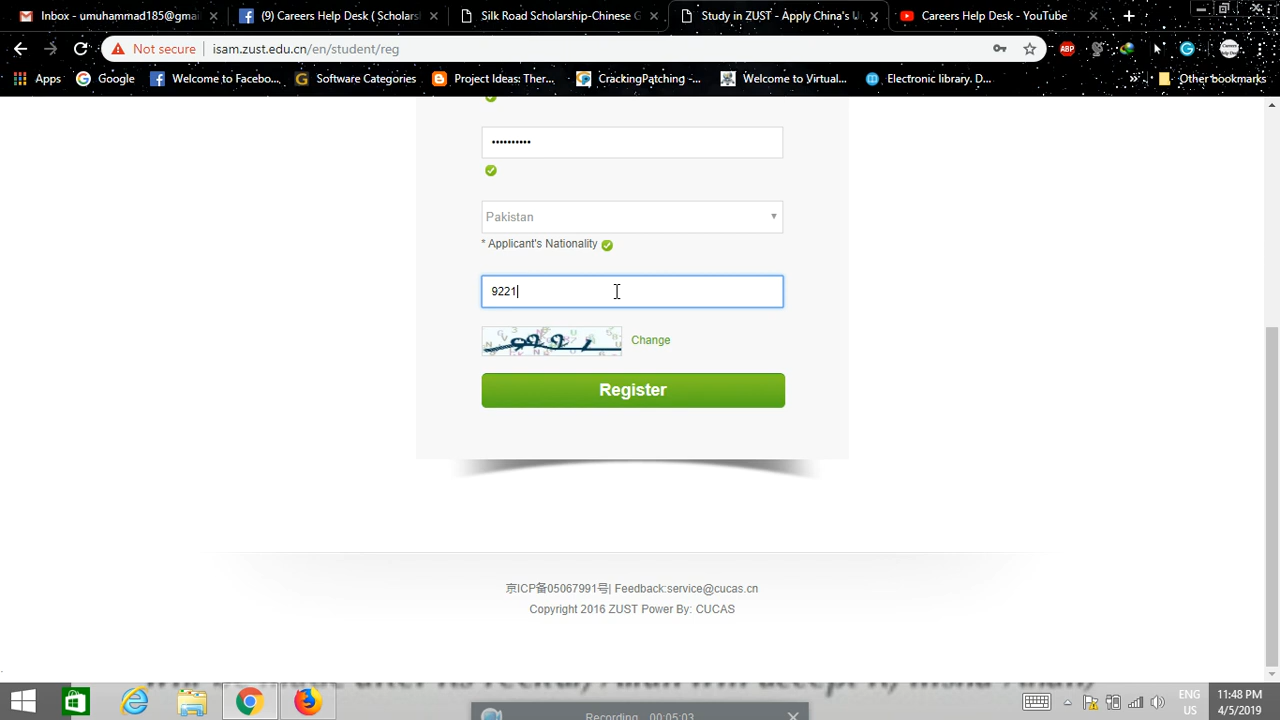 Inbox - umuhammad185@gmai
(9) Careers Help Desk ( Scholars
Silk Road Scholarship-Chinese G
Study in ZUST - Apply China's U
Careers Help Desk - YouTube
Not secure
isam.zust.edu.cn/en/student/reg
ABP
Apps
Google
Welcome to Facebo...
Software Categories
Project Ideas: Ther...
CrackingPatching -...
Welcome to Virtual...
Electronic library. D...
Other bookmarks
Pakistan
* Applicant's Nationality
9221
9221 Change
Register
京ICP备05067991号| Feedback:service@cucas.cn
Copyright 2016 ZUST Power By: CUCAS
ENG
US
11:48 PM
4/5/2019
Recording 00:05:03